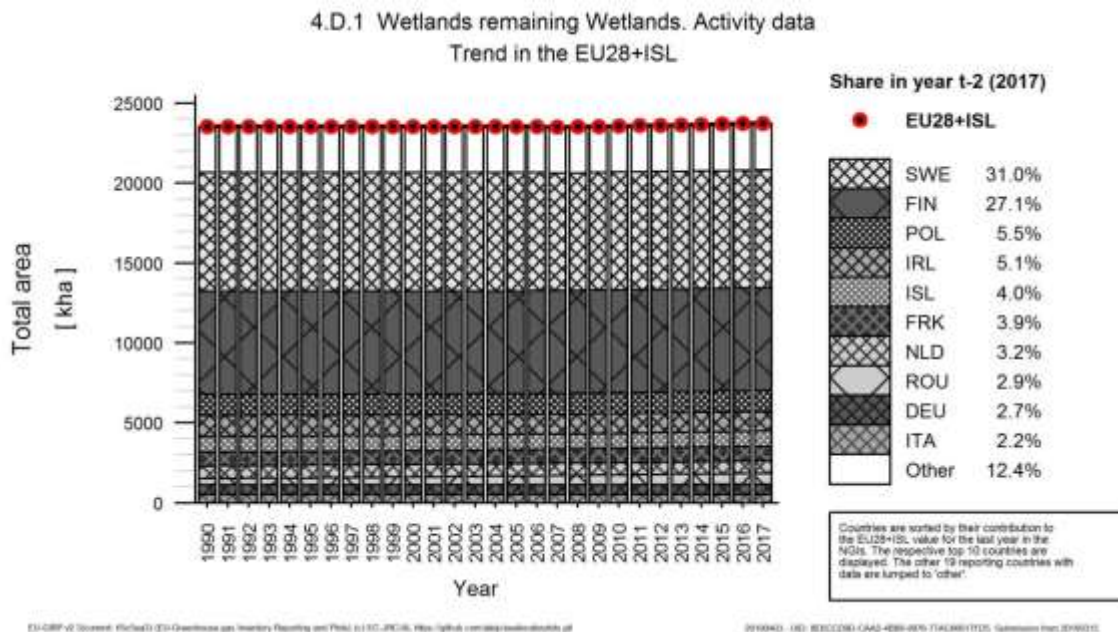 4.D.1 Wetlands remaining Wetlands. Activity data
Trend in the EU28+ISL
Share in year t-2 (2017)
EU28+ISL
SWE 31.0%
FIN 27.1%
POL 5.5%
IRL 5.1%
ISL 4.0%
FRK 3.9%
NLD 3.2%
ROU 2.9%
DEU 2.7%
ITA 2.2%
Other 12.4%
Countries are sorted by their contribution to
the EU28+ISL value for the last year in the
NGIs. The respective top 10 countries are
displayed. The other 19 reporting countries with
data are lumped to 'other'.
Total area
[ kha ]
25000
20000
15000
10000
5000
0
1990 1991 1992 1993 1994 1995 1996 1997 1998 1999 2000 2001 2002 2003 2004 2005 2006 2007 2008 2009 2010 2011 2012 2013 2014 2015 2016 2017
Year